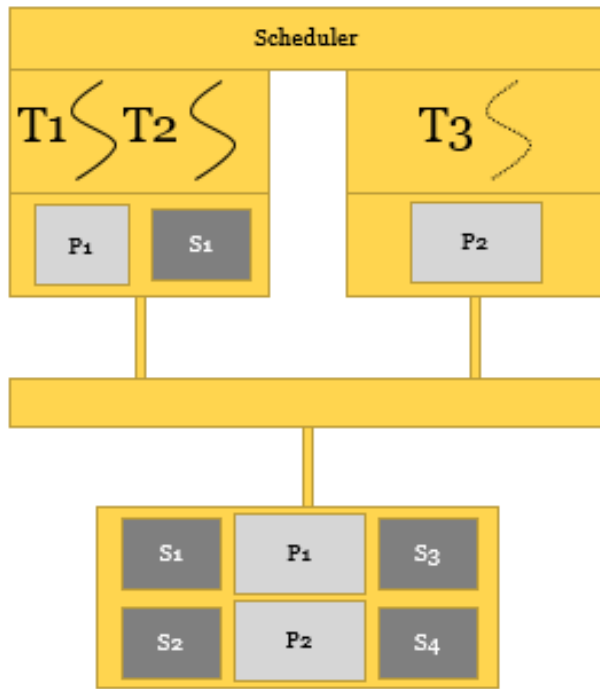 Scheduler
T1 T2 T3
P1 S1 P2
S1 P1 S3
S2 P2 S4